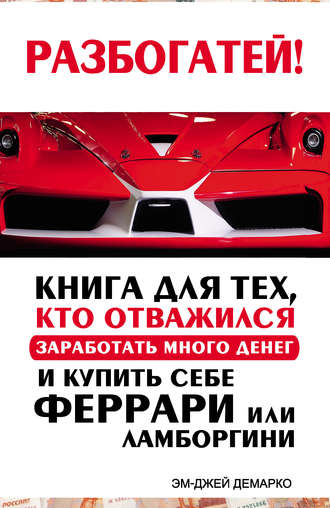 РАЗБОГАТЕЙ!
КНИГА ДЛЯ ТЕХ,
КТО ОТВАЖИЛСЯ
ЗАРАБОТАТЬ МНОГО ДЕНЕГ
И КУПИТЬ СЕБЕ
ФЕРРАРИ ИЛИ
ЛАМБОРГИНИ
ЭМ-ДЖЕЙ ДЕМАРКО